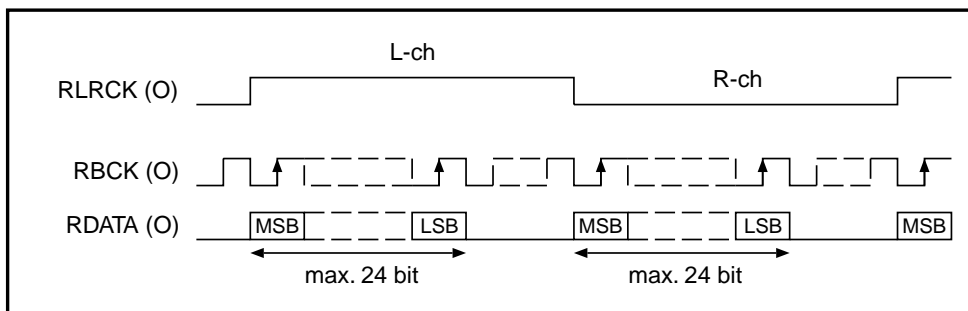 L-ch
RLRCK (O)
R-ch
RBCK (O)
RDATA (O)
MSB
LSB
MSB
LSB
MSB
max. 24 bit
max. 24 bit